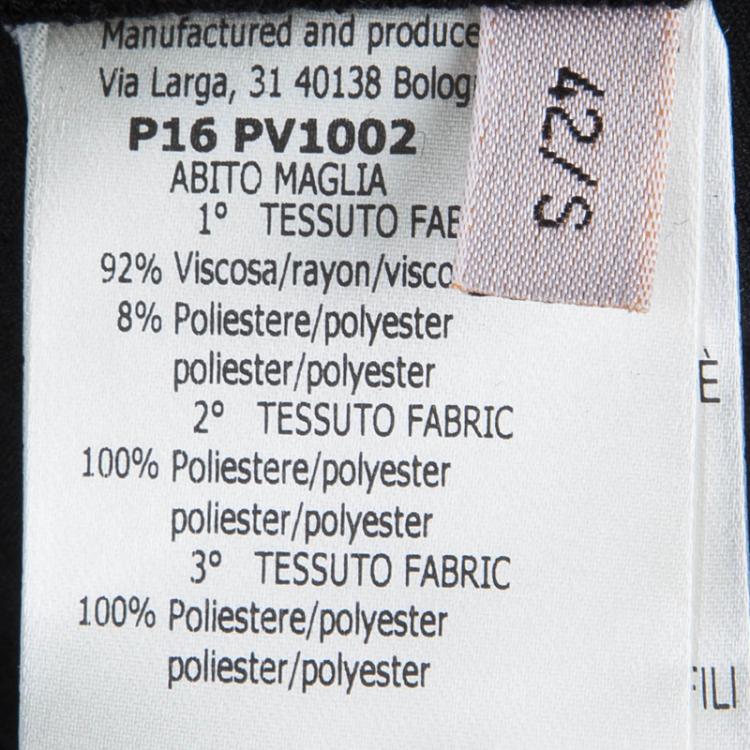 Manufactured and produce
Via Larga, 31 40138 Bolog
P16 PV1002
ABITO MAGLIA
1° TESSUTO FAB
92% Viscosa/rayon/visco
8% Poliestere/polyester
poliester/polyester
2° TESSUTO FABRIC
100% Poliestere/polyester
poliester/polyester
3° TESSUTO FABRIC
100% Poliestere/polyester
poliester/polyester
42/S
È
FILI